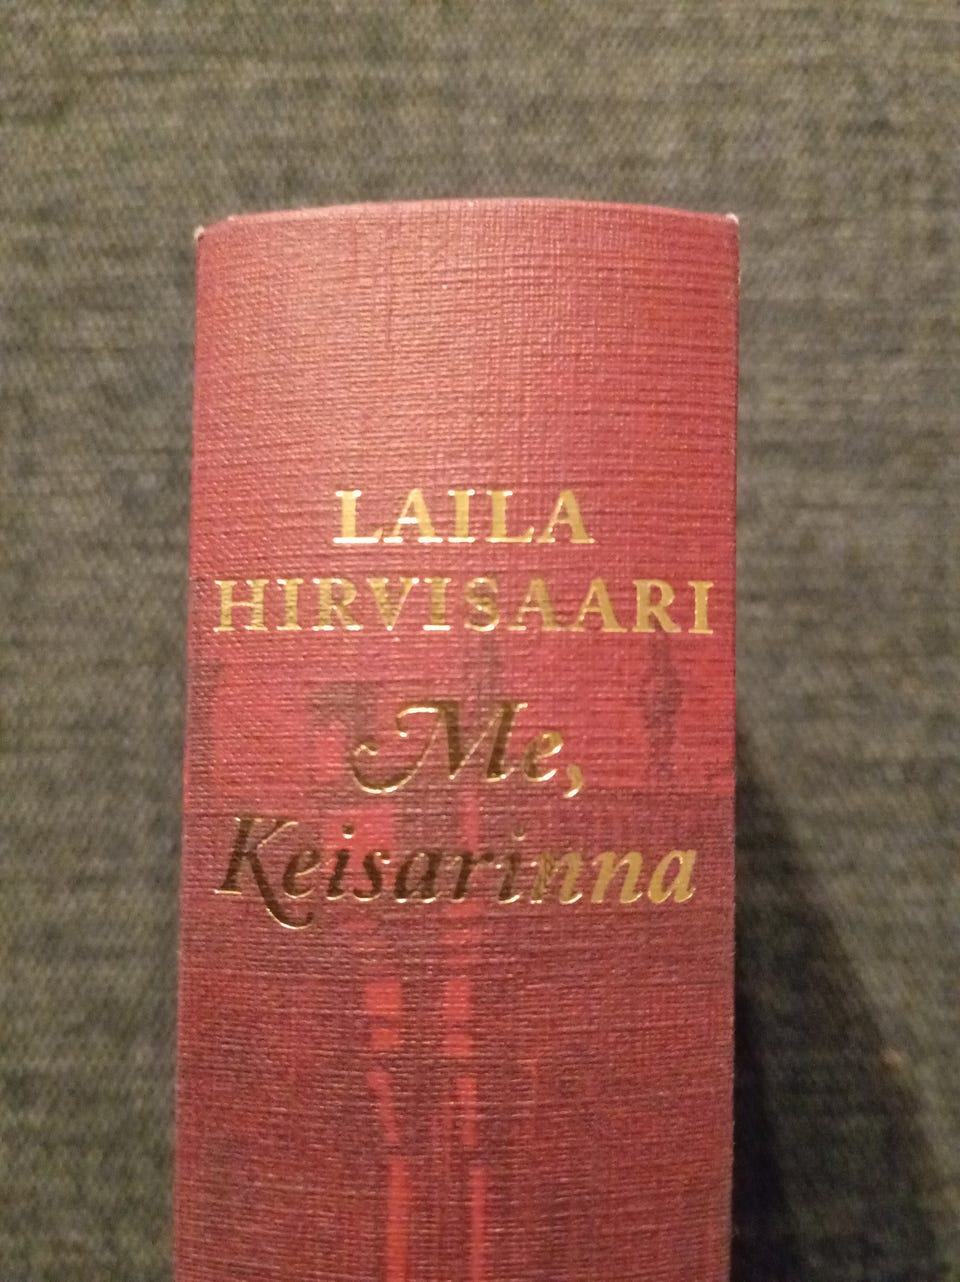 LAILA
HIRVISAARI
Me,
Keisarinna